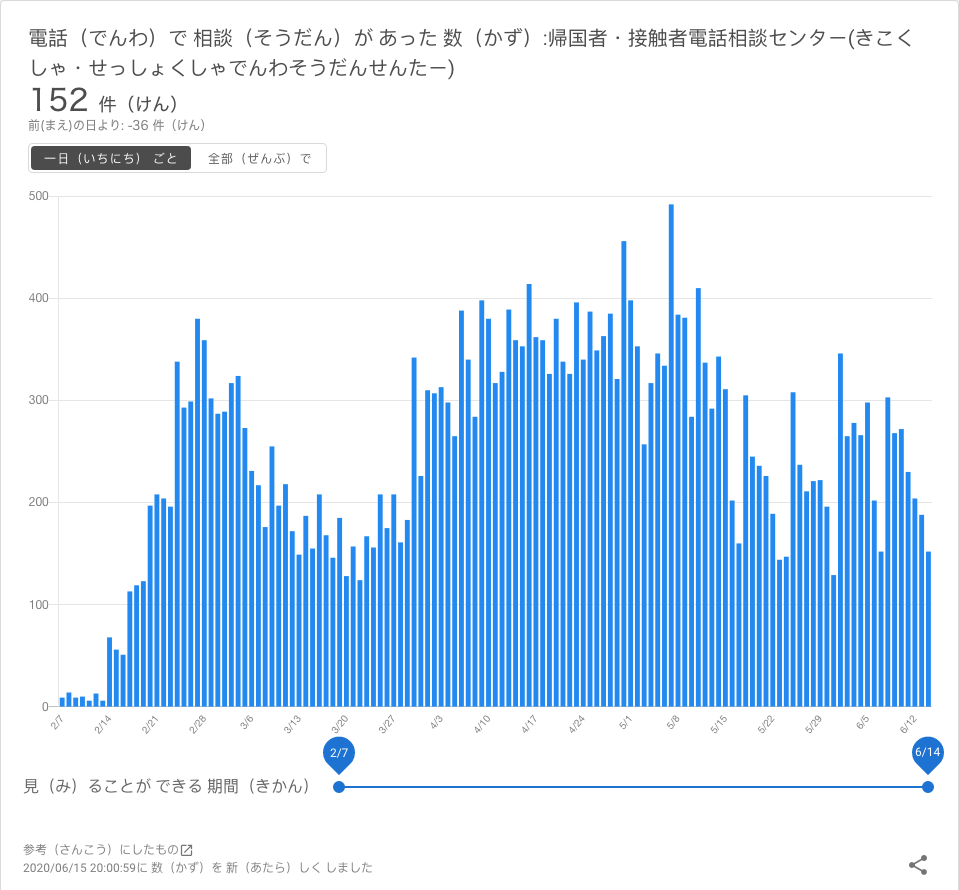 電話（でんわ）で 相談（そうだん）が あった 数（かず）:帰国者・接触者電話相談センター(きこく
しゃ・せっしょくしゃでんわそうだんせんたー)
152 件（けん）
前(まえ)の日より: -36 件（けん）
一日（いちにち） ごと 全部（ぜんぶ）で
500
400
300
200
100
0
2/7 2/14 2/21 2/28 3/6 3/13 3/20 3/27 4/3 4/10 4/17 4/24 5/1 5/8 5/15 5/22 5/29 6/5 6/12
2/7 6/14
見（み）ることが できる 期間（きかん）
参考（さんこう）にしたもの
2020/06/15 20:00:59に 数（かず）を 新（あたら）しく しました